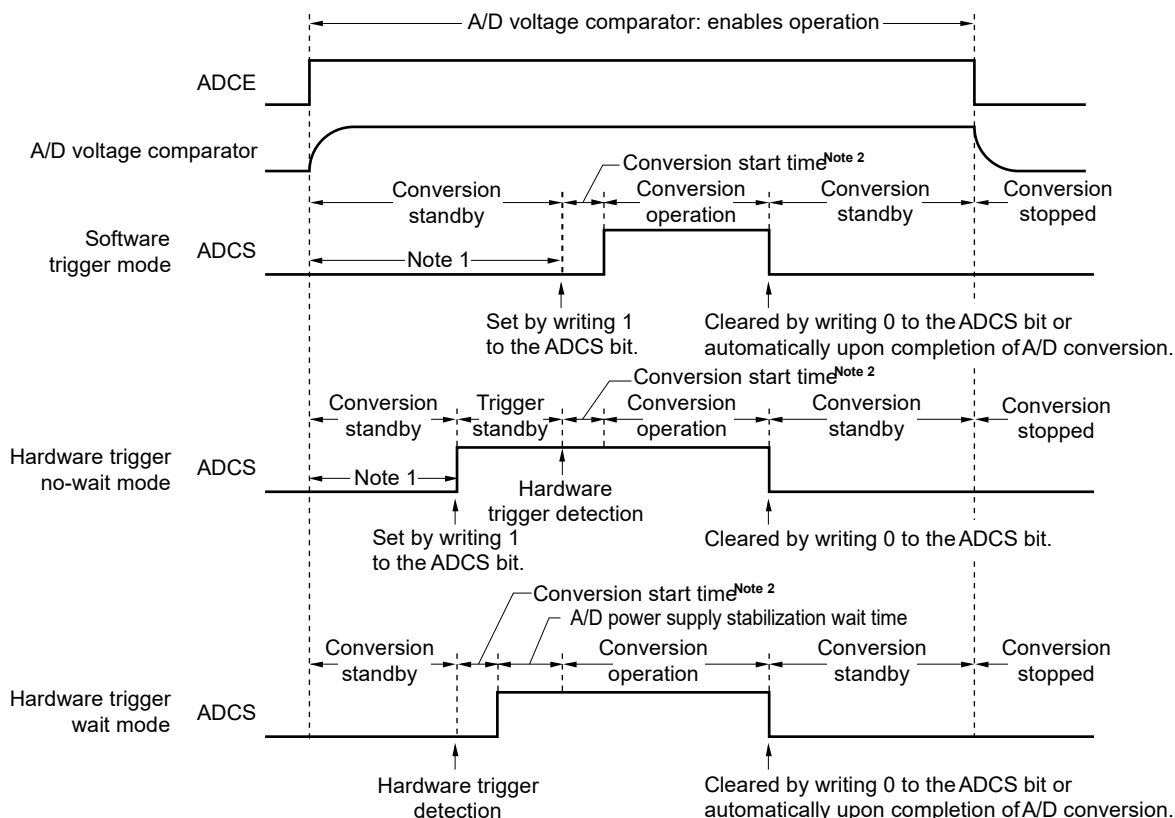 A/D voltage comparator: enables operation
ADCE
A/D voltage comparator
Conversion start time Note 2
Conversion standby
Conversion operation
Conversion standby
Conversion stopped
Software trigger mode
ADCS
Note 1
Set by writing 1
to the ADCS bit.
Cleared by writing 0 to the ADCS bit or
automatically upon completion of A/D conversion.
Conversion start time Note 2
Conversion standby
Trigger standby
Conversion operation
Conversion standby
Conversion stopped
Hardware trigger
no-wait mode
ADCS
Note 1
Hardware
trigger detection
Set by writing 1
to the ADCS bit.
Cleared by writing 0 to the ADCS bit.
Conversion start time Note 2
A/D power supply stabilization wait time
Conversion standby
Conversion operation
Conversion standby
Conversion stopped
Hardware trigger
wait mode
ADCS
Hardware trigger
detection
Cleared by writing 0 to the ADCS bit or
automatically upon completion of A/D conversion.